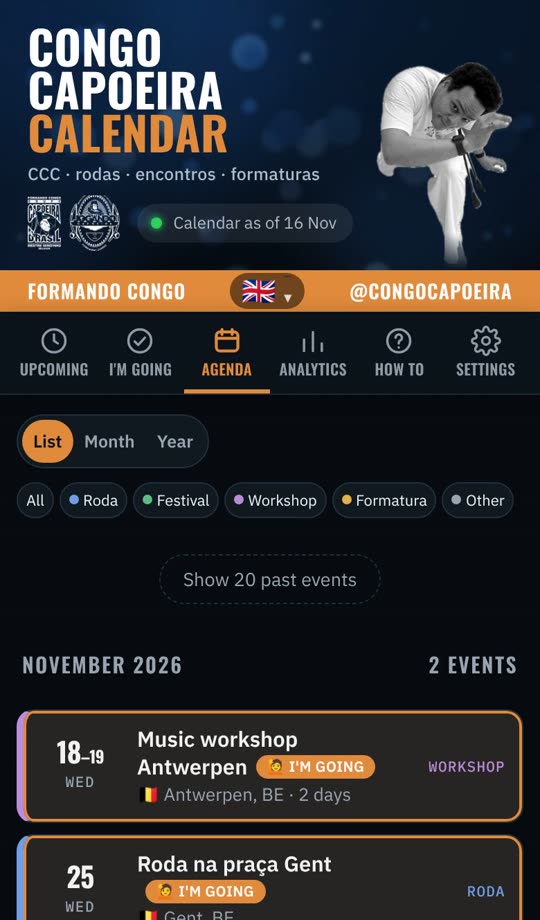 CONGO
CAPOEIRA
CALENDAR
CCC · rodas · encontros · formaturas
CAPOEIRA
BRASIL
Calendar as of 16 Nov
FORMANDO CONGO
@CONGOCAPOEIRA
UPCOMING
I'M GOING
AGENDA
ANALYTICS
HOW TO
SETTINGS
List
Month
Year
All
Roda
Festival
Workshop
Formatura
Other
Show 20 past events
NOVEMBER 2026
2 EVENTS
18–19
WED
Music workshop
Antwerpen
I'M GOING
Antwerpen, BE · 2 days
WORKSHOP
25
WED
Roda na praça Gent
I'M GOING
Gent, BE
RODA